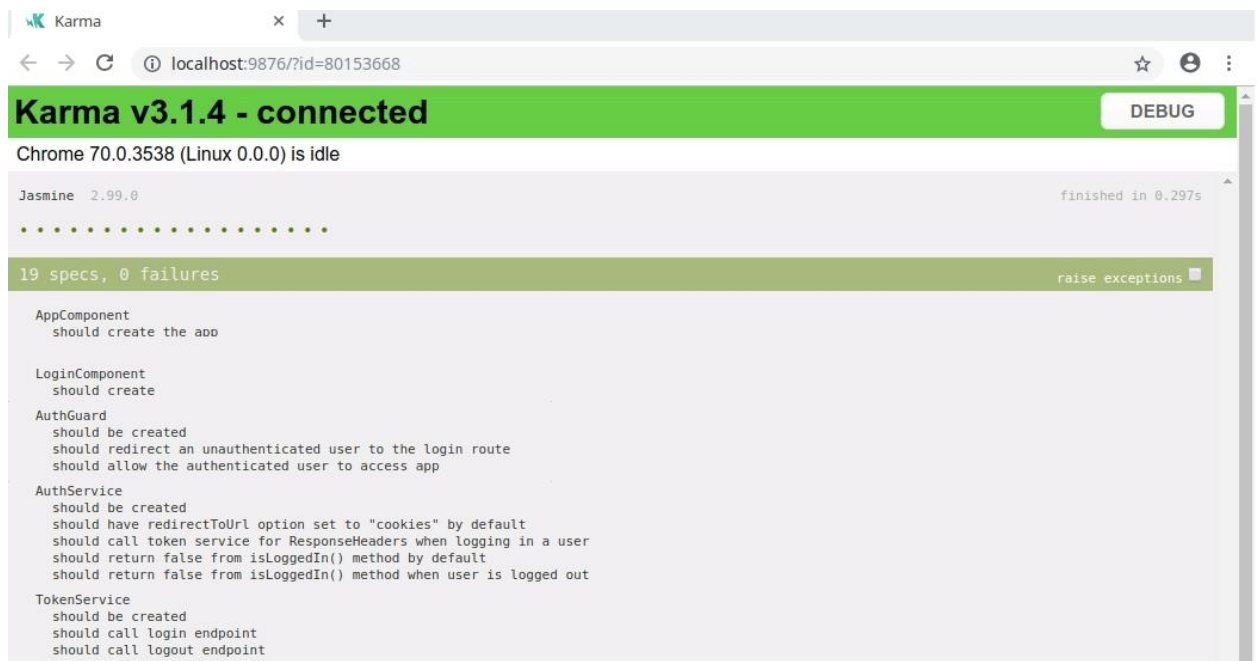 Karma
localhost:9876/?id=80153668
Karma v3.1.4 - connected
DEBUG
Chrome 70.0.3538 (Linux 0.0.0) is idle
Jasmine 2.99.0
finished in 0.297s
19 specs, 0 failures
raise exceptions
AppComponent
should create the app
LoginComponent
should create
AuthGuard
should be created
should redirect an unauthenticated user to the login route
should allow the authenticated user to access app
AuthService
should be created
should have redirectToUrl option set to "cookies" by default
should call token service for ResponseHeaders when logging in a user
should return false from isLoggedIn() method by default
should return false from isLoggedIn() method when user is logged out
TokenService
should be created
should call login endpoint
should call logout endpoint